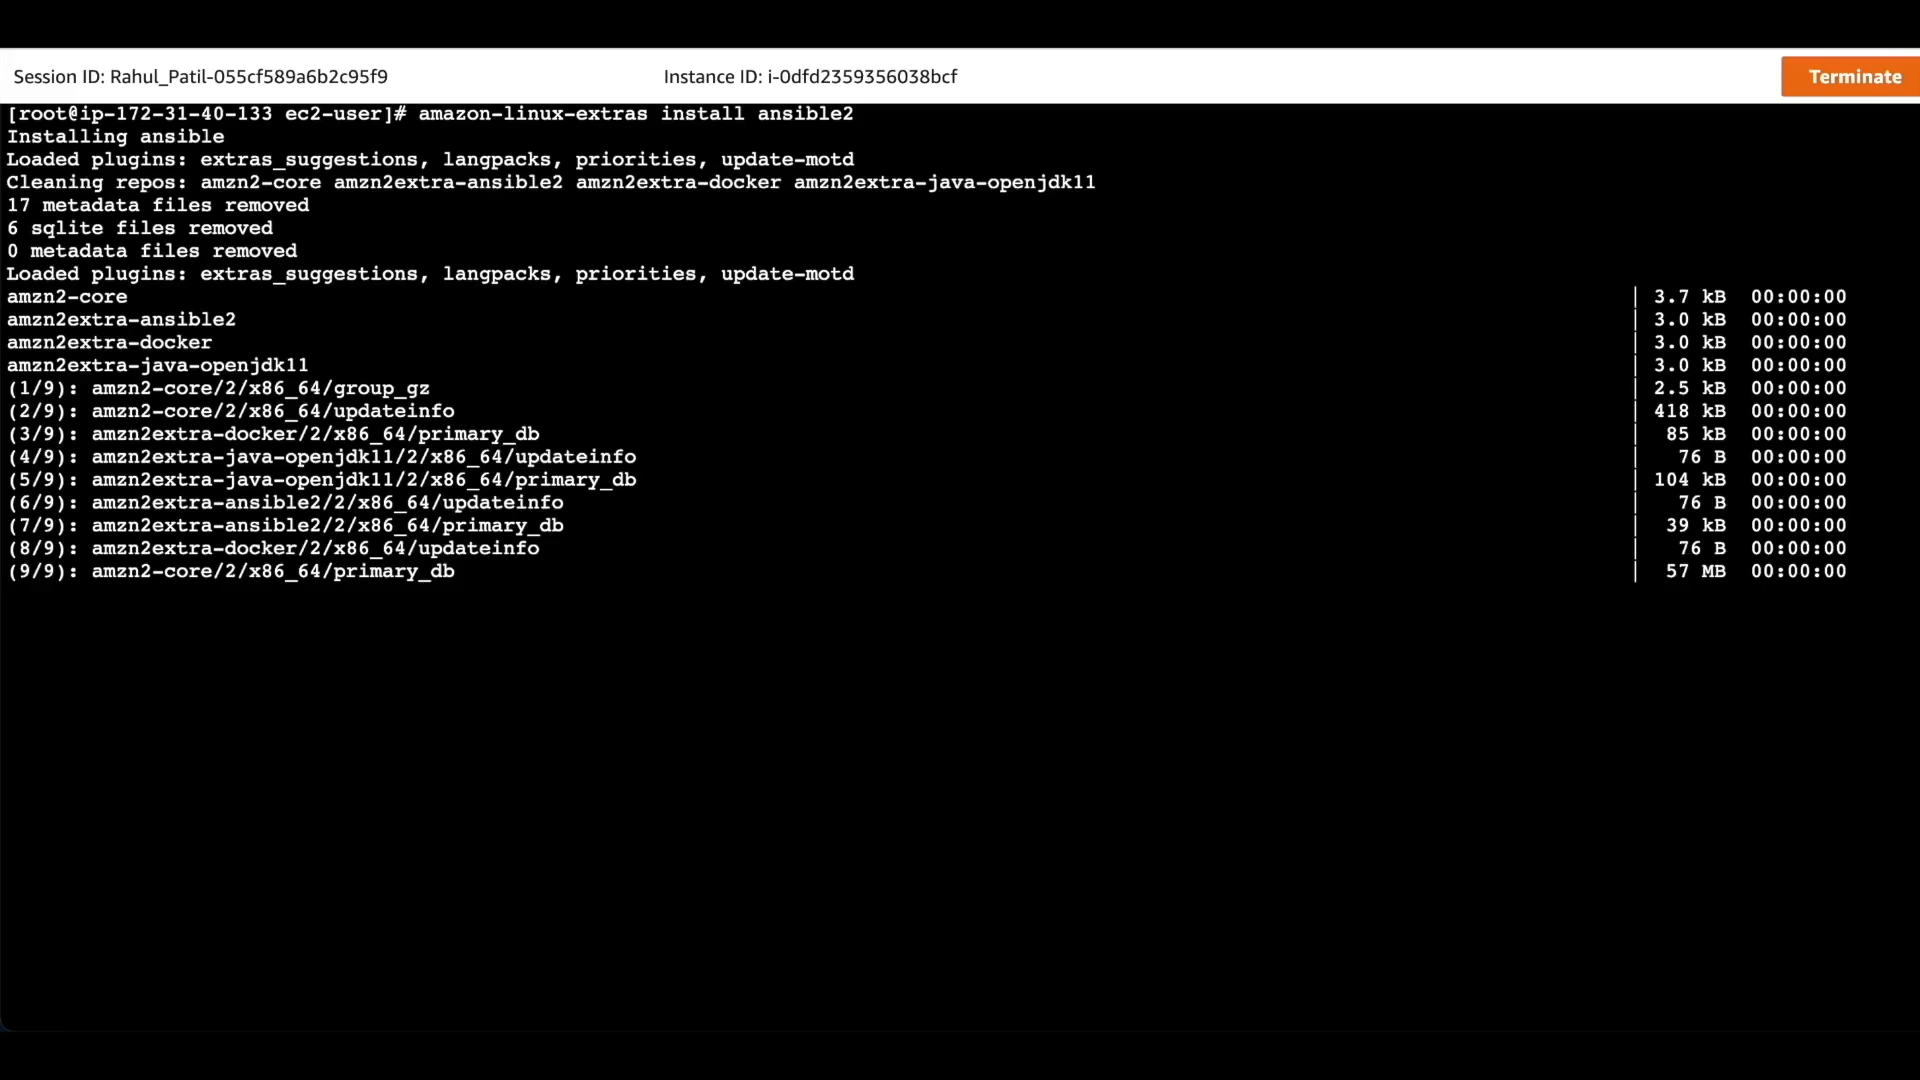 Session ID: Rahul_Patil-055cf589a6b2c95f9 Instance ID: i-0dfd2359356038bcf Terminate
[root@ip-172-31-40-133 ec2-user]# amazon-linux-extras install ansible2
Installing ansible
Loaded plugins: extras_suggestions, langpacks, priorities, update-motd
Cleaning repos: amzn2-core amzn2extra-ansible2 amzn2extra-docker amzn2extra-java-openjdk11
17 metadata files removed
6 sqlite files removed
0 metadata files removed
Loaded plugins: extras_suggestions, langpacks, priorities, update-motd
amzn2-core | 3.7 kB 00:00:00
amzn2extra-ansible2 | 3.0 kB 00:00:00
amzn2extra-docker | 3.0 kB 00:00:00
amzn2extra-java-openjdk11 | 3.0 kB 00:00:00
(1/9): amzn2-core/2/x86_64/group_gz | 2.5 kB 00:00:00
(2/9): amzn2-core/2/x86_64/updateinfo | 418 kB 00:00:00
(3/9): amzn2extra-docker/2/x86_64/primary_db | 85 kB 00:00:00
(4/9): amzn2extra-java-openjdk11/2/x86_64/updateinfo | 76 B 00:00:00
(5/9): amzn2extra-java-openjdk11/2/x86_64/primary_db | 104 kB 00:00:00
(6/9): amzn2extra-ansible2/2/x86_64/updateinfo | 76 B 00:00:00
(7/9): amzn2extra-ansible2/2/x86_64/primary_db | 39 kB 00:00:00
(8/9): amzn2extra-docker/2/x86_64/updateinfo | 76 B 00:00:00
(9/9): amzn2-core/2/x86_64/primary_db | 57 MB 00:00:00